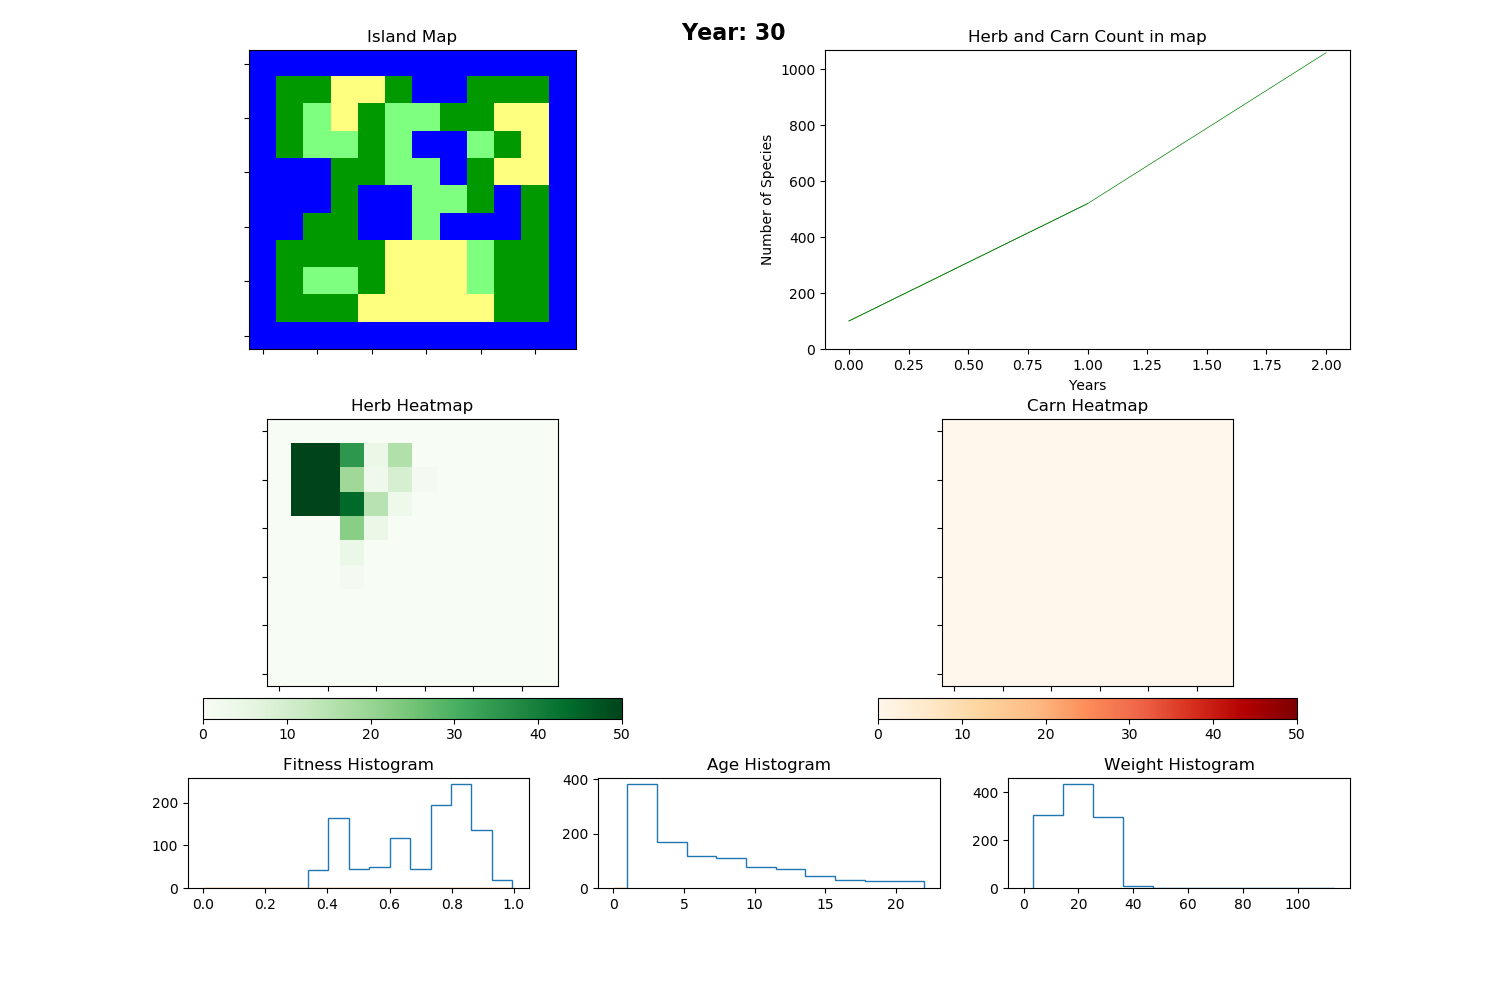 Year: 30
Island Map
Herb and Carn Count in map
Number of Species
1000
800
600
400
200
0
0.00 0.25 0.50 0.75 1.00 1.25 1.50 1.75 2.00
Years
Herb Heatmap
Carn Heatmap
0 10 20 30 40 50
0 10 20 30 40 50
Fitness Histogram
200
100
0
0.0 0.2 0.4 0.6 0.8 1.0
Age Histogram
400
200
0
0 5 10 15 20
Weight Histogram
400
200
0
0 20 40 60 80 100